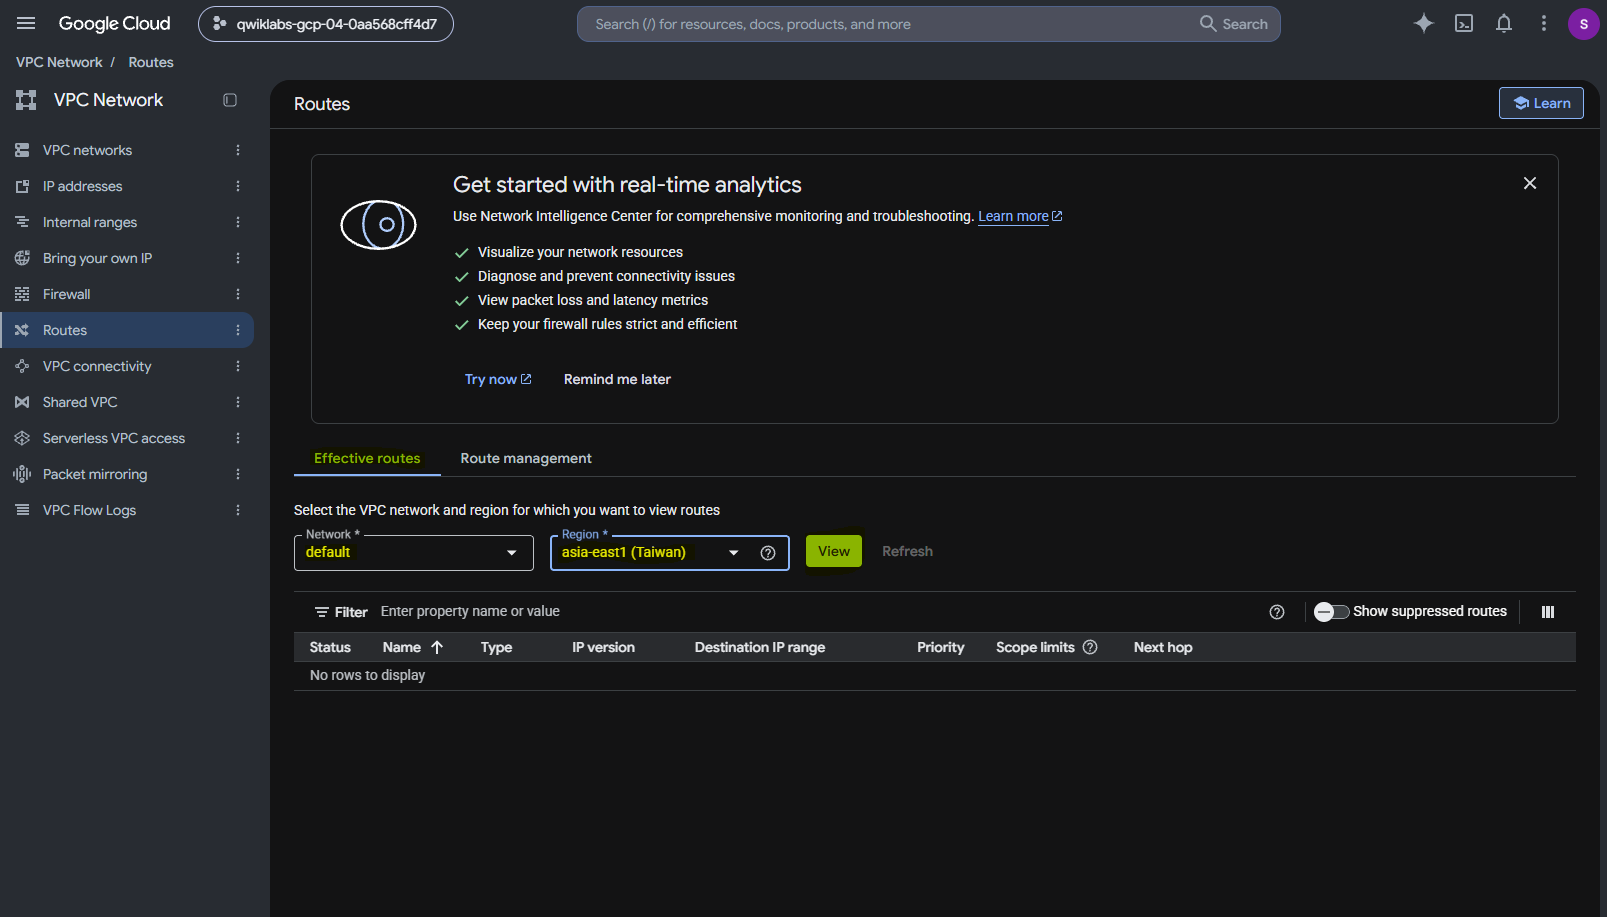 Google Cloud
qwiklabs-gcp-04-0aa568cff4d7
Search (/) for resources, docs, products, and more
Search
S
VPC Network / Routes
VPC Network
VPC networks
IP addresses
Internal ranges
Bring your own IP
Firewall
Routes
VPC connectivity
Shared VPC
Serverless VPC access
Packet mirroring
VPC Flow Logs
Routes
Learn
Get started with real-time analytics
Use Network Intelligence Center for comprehensive monitoring and troubleshooting. Learn more
Visualize your network resources
Diagnose and prevent connectivity issues
View packet loss and latency metrics
Keep your firewall rules strict and efficient
Try now Remind me later
Effective routes Route management
Select the VPC network and region for which you want to view routes
Network * Region *
default asia-east1 (Taiwan) View Refresh
Filter Enter property name or value Show suppressed routes
Status Name Type IP version Destination IP range Priority Scope limits Next hop
No rows to display